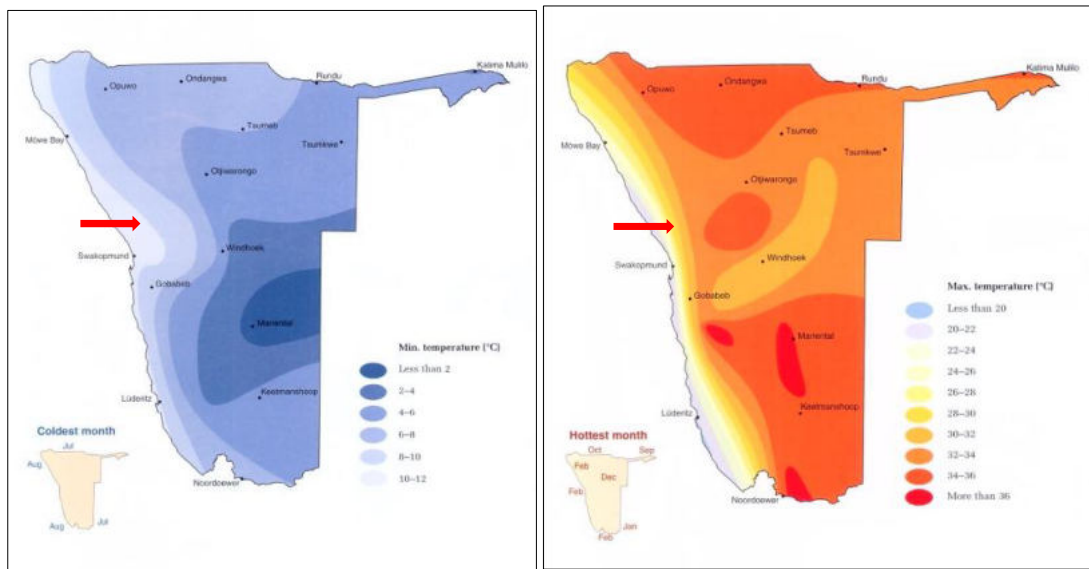 Opuwo
Ondangwa
Rundu
Katima Mulilo
Möwe Bay
Tsumeb
Tsumkwe
Otjiwarongo
Swakopmund
Windhoek
Gobabeb
Mariental
Min. temperature (°C)
Less than 2
2–4
4–6
6–8
8–10
10–12
Keetmanshoop
Lüderitz
Noordoewer
Coldest month
Jul
Aug
Aug
Jul
Opuwo
Ondangwa
Rundu
Katima Mulilo
Möwe Bay
Tsumeb
Tsumkwe
Otjiwarongo
Swakopmund
Windhoek
Gobabeb
Mariental
Max. temperature (°C)
Less than 20
20–22
22–24
24–26
26–28
28–30
30–32
32–34
34–36
More than 36
Keetmanshoop
Lüderitz
Noordoewer
Hottest month
Oct
Sep
Feb
Dec
Feb
Jan
Feb